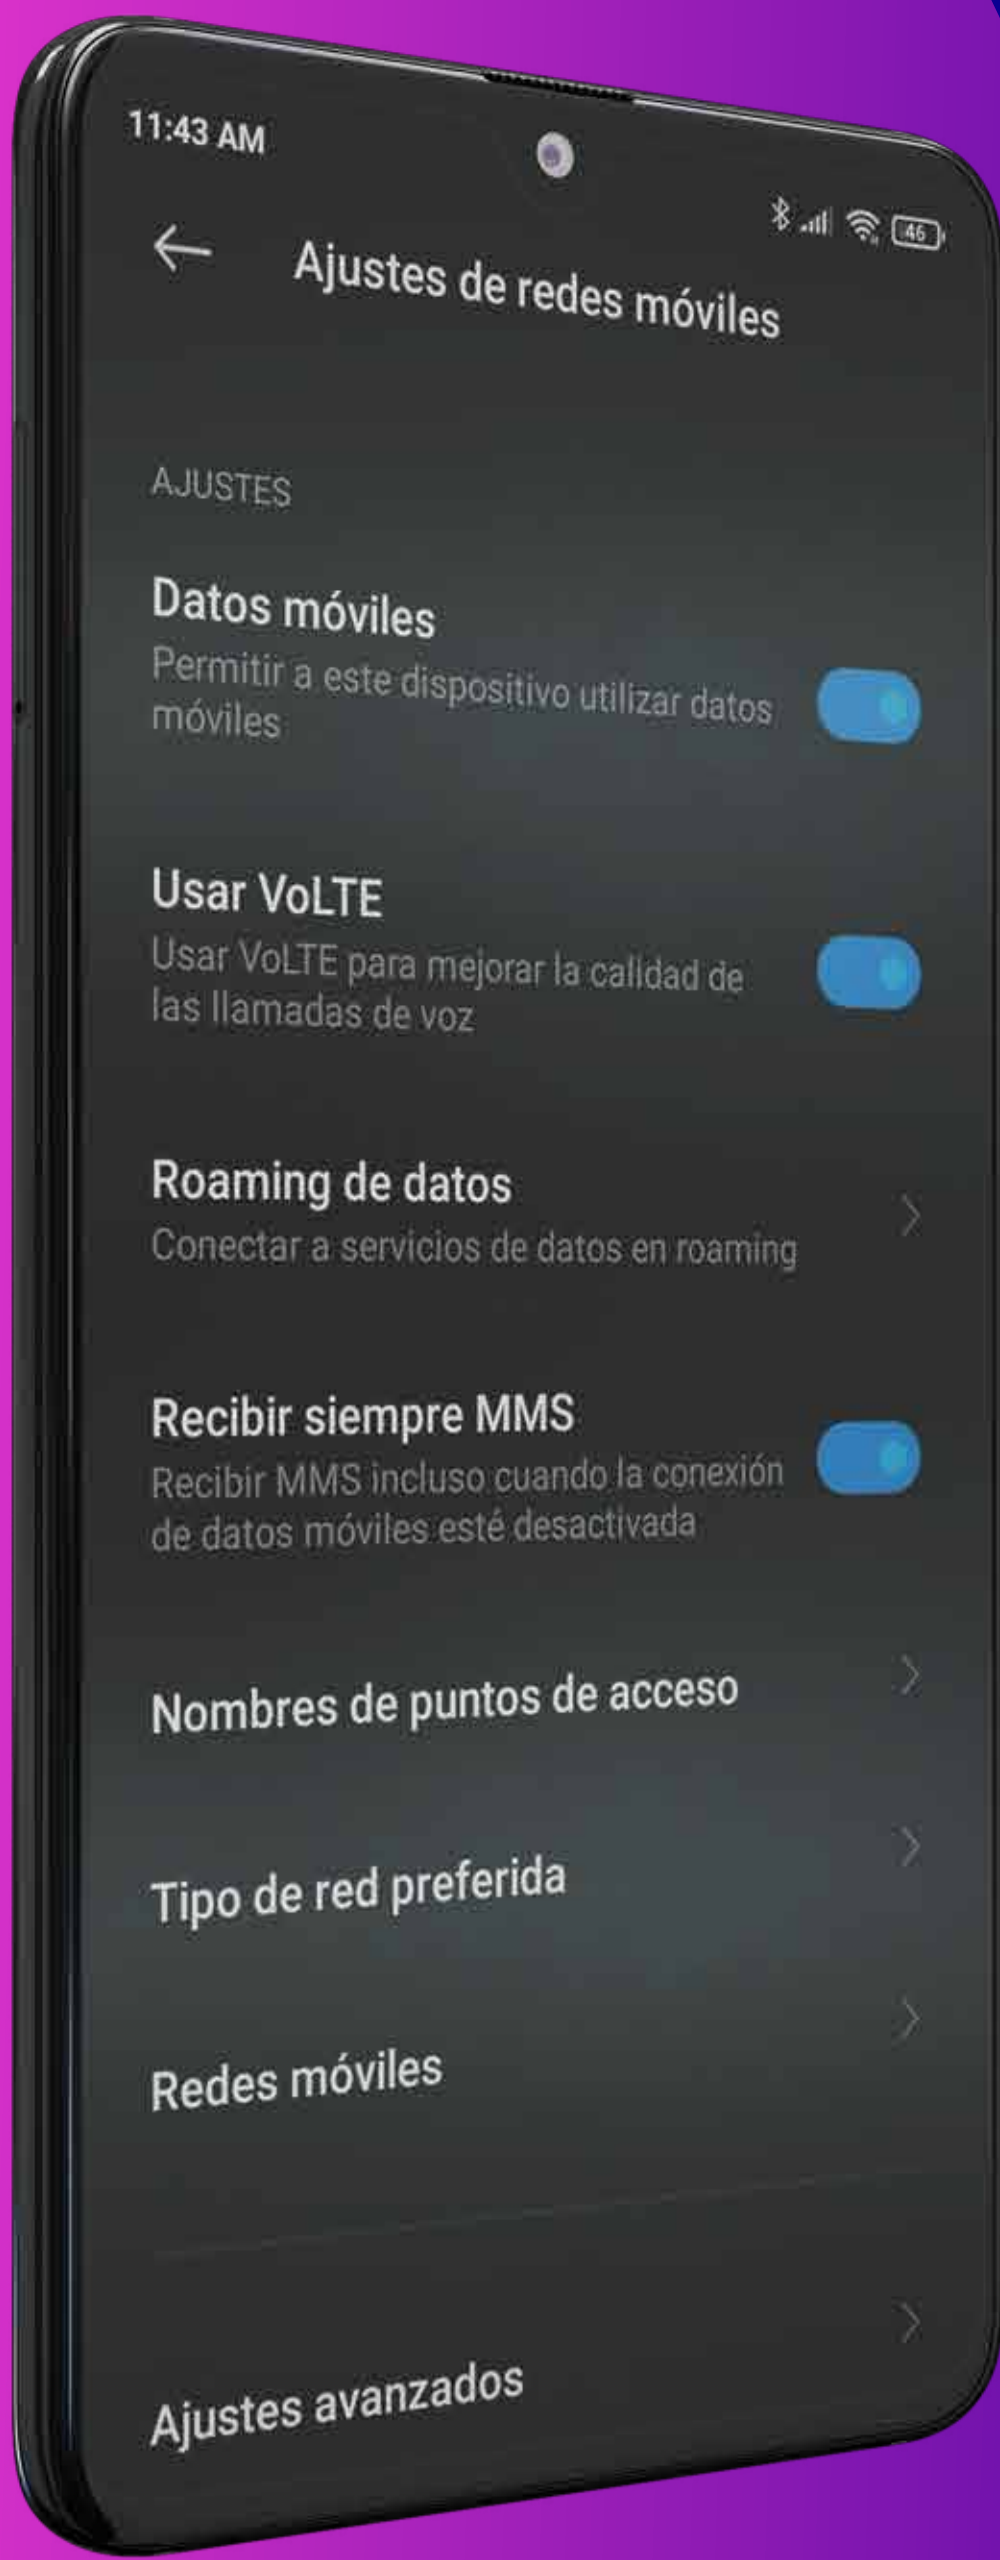 11:43 AM
46
Ajustes de redes móviles
AJUSTES
Datos móviles
Permitir a este dispositivo utilizar datos
móviles
Usar VoLTE
Usar VoLTE para mejorar la calidad de
las llamadas de voz
Roaming de datos
Conectar a servicios de datos en roaming
Recibir siempre MMS
Recibir MMS incluso cuando la conexión
de datos móviles esté desactivada
Nombres de puntos de acceso
Tipo de red preferida
Redes móviles
Ajustes avanzados